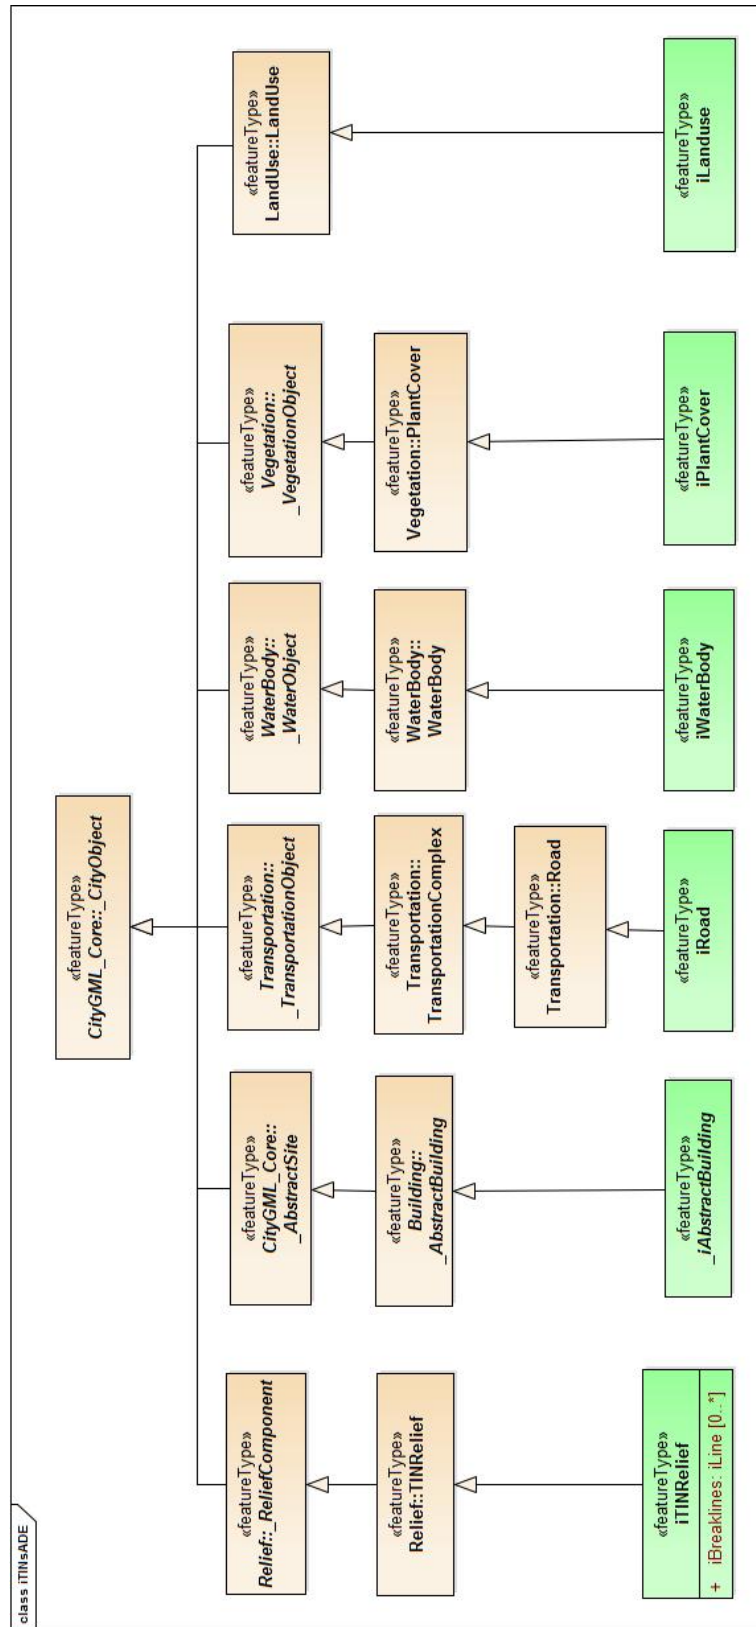 class iTINsADE
«featureType»
CityGML_Core::_CityObject
«featureType»
Relief::_ReliefComponent
«featureType»
CityGML_Core::
_AbstractSite
«featureType»
Transportation::
_TransportationObject
«featureType»
WaterBody::
_WaterObject
«featureType»
Vegetation::
_VegetationObject
«featureType»
LandUse::LandUse
«featureType»
Relief::TINRelief
«featureType»
Building::
_AbstractBuilding
«featureType»
Transportation::
TransportationComplex
«featureType»
WaterBody::
WaterBody
«featureType»
Vegetation::PlantCover
«featureType»
Transportation::Road
«featureType»
iTINRelief
+ iBreaklines: iLine [0..*]
«featureType»
_iAbstractBuilding
«featureType»
iRoad
«featureType»
iWaterBody
«featureType»
iPlantCover
«featureType»
iLanduse